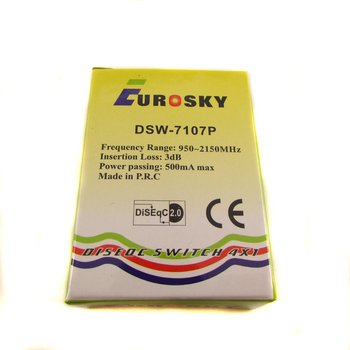 EUROSKY
DSW-7107P
Frequency Range: 950~2150MHz
Insertion Loss: 3dB
Power passing: 500mA max
Made in P.R.C
DiSEqC 2.0 CE
DISEQC SWITCH 4X1